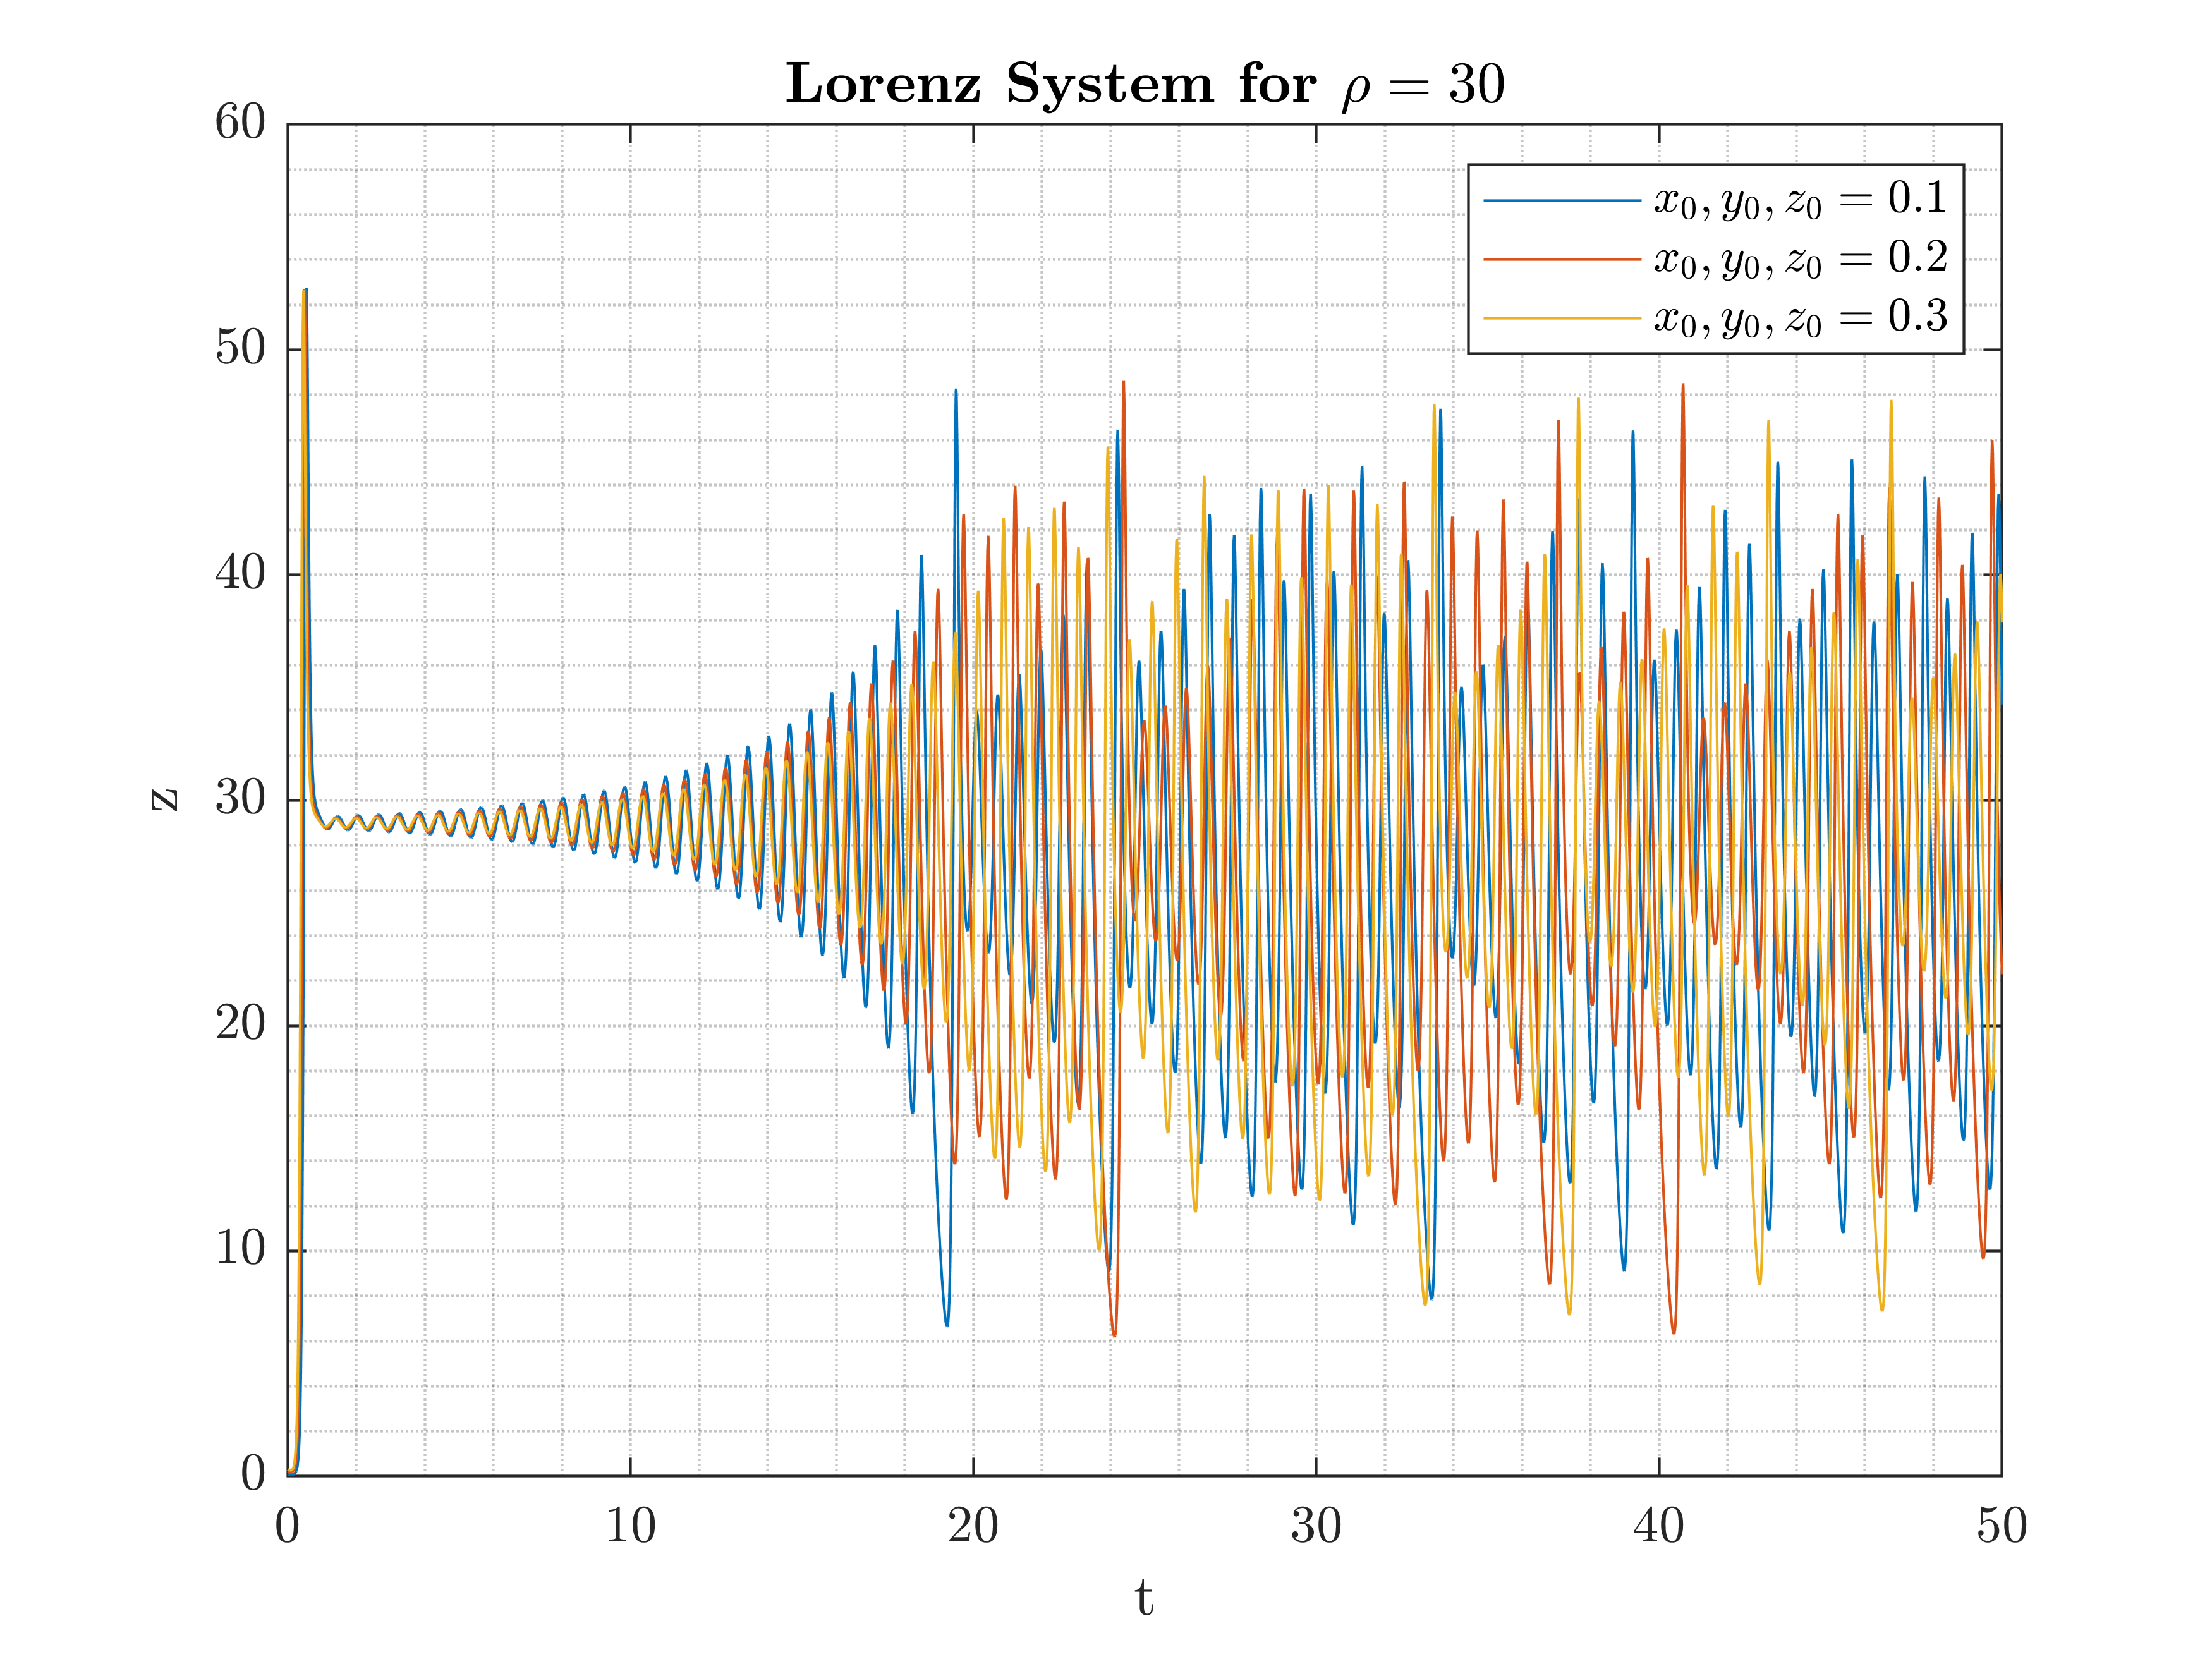 Lorenz System for ρ = 30
60
50
40
30
20
10
0
z
x₀, y₀, z₀ = 0.1
x₀, y₀, z₀ = 0.2
x₀, y₀, z₀ = 0.3
0 10 20 30 40 50
t